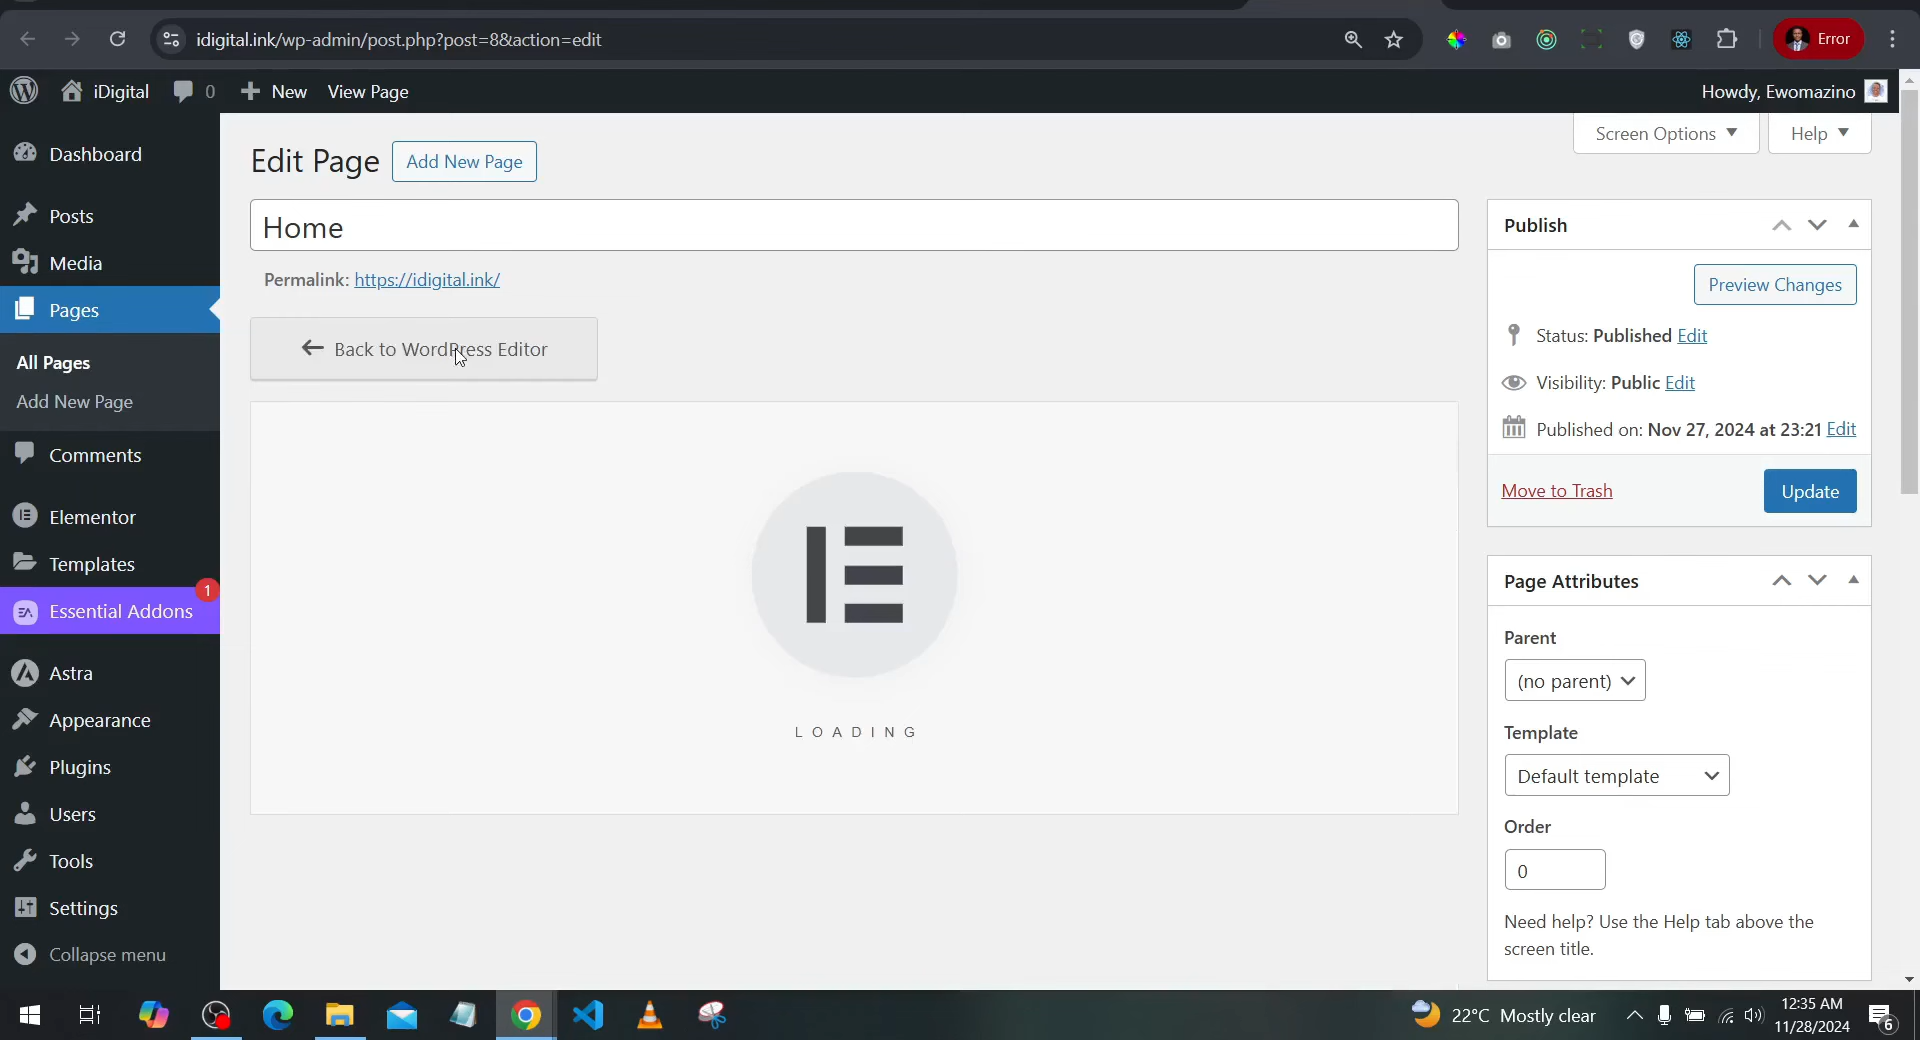 idigital.ink/wp-admin/post.php?post=8&action=edit
Error
iDigital
0
New
View Page
Howdy, Ewomazino
Dashboard
Posts
Media
Pages
All Pages
Add New Page
Comments
Elementor
Templates
Essential Addons
1
Astra
Appearance
Plugins
Users
Tools
Settings
Collapse menu
Screen Options
Help
Edit Page
Add New Page
Home
Permalink: https://idigital.ink/
Back to WordPress Editor
LOADING
Publish
Preview Changes
Status: Published Edit
Visibility: Public Edit
Published on: Nov 27, 2024 at 23:21 Edit
Move to Trash
Update
Page Attributes
Parent
(no parent)
Template
Default template
Order
0
Need help? Use the Help tab above the
screen title.
22°C Mostly clear
12:35 AM
11/28/2024
6